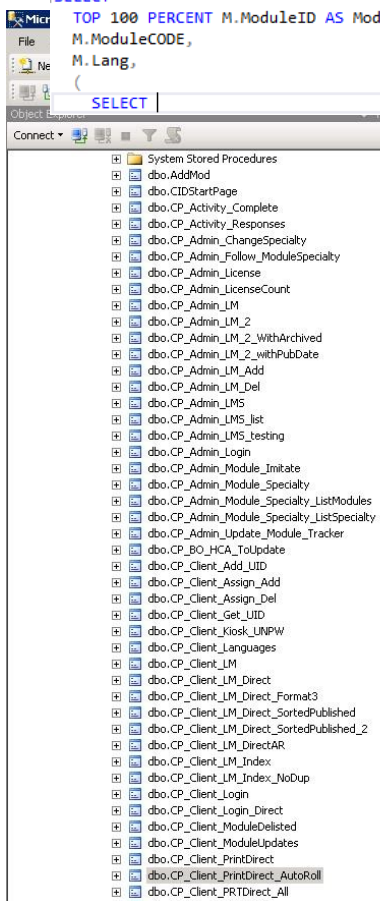 TOP 100 PERCENT M.ModuleID AS Mod
M.ModuleCODE,
M.Lang,
(
SELECT
Micr
File
Ne
Connect
System Stored Procedures
dbo.AddMod
dbo.CIDStartPage
dbo.CP_Activity_Complete
dbo.CP_Activity_Responses
dbo.CP_Admin_ChangeSpecialty
dbo.CP_Admin_Follow_ModuleSpecialty
dbo.CP_Admin_License
dbo.CP_Admin_LicenseCount
dbo.CP_Admin_LM
dbo.CP_Admin_LM_2
dbo.CP_Admin_LM_2_WithArchived
dbo.CP_Admin_LM_2_withPubDate
dbo.CP_Admin_LM_Add
dbo.CP_Admin_LM_Del
dbo.CP_Admin_LMS
dbo.CP_Admin_LMS_list
dbo.CP_Admin_LMS_testing
dbo.CP_Admin_Login
dbo.CP_Admin_Module_Imitate
dbo.CP_Admin_Module_Specialty
dbo.CP_Admin_Module_Specialty_ListModules
dbo.CP_Admin_Module_Specialty_ListSpecialty
dbo.CP_Admin_Update_Module_Tracker
dbo.CP_BO_HCA_ToUpdate
dbo.CP_Client_Add_UID
dbo.CP_Client_Assign_Add
dbo.CP_Client_Assign_Del
dbo.CP_Client_Get_UID
dbo.CP_Client_Kiosk_UNPW
dbo.CP_Client_Languages
dbo.CP_Client_LM
dbo.CP_Client_LM_Direct
dbo.CP_Client_LM_Direct_Format3
dbo.CP_Client_LM_Direct_SortedPublished
dbo.CP_Client_LM_Direct_SortedPublished_2
dbo.CP_Client_LM_DirectAR
dbo.CP_Client_LM_Index
dbo.CP_Client_LM_Index_NoDup
dbo.CP_Client_Login
dbo.CP_Client_Login_Direct
dbo.CP_Client_ModuleDelisted
dbo.CP_Client_ModuleUpdates
dbo.CP_Client_PrintDirect
dbo.CP_Client_PrintDirect_AutoRoll
dbo.CP_Client_PRTDirect_All